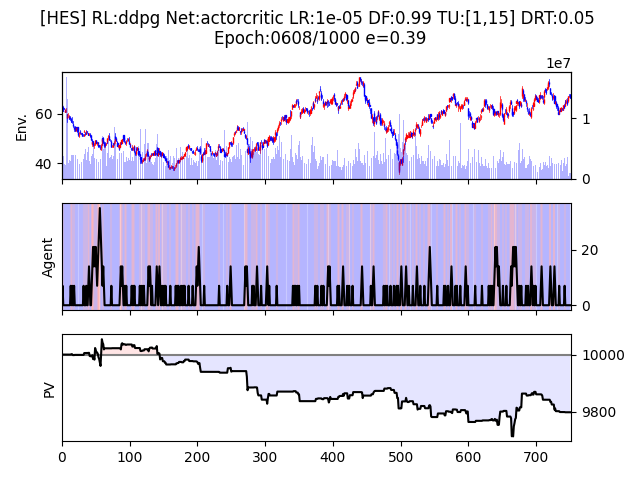 [HES] RL:ddpg Net:actorcritic LR:1e-05 DF:0.99 TU:[1,15] DRT:0.05
Epoch:0608/1000 e=0.39
1e7
60
40
Env.
1
0
Agent
20
0
PV
10000
9800
0 100 200 300 400 500 600 700